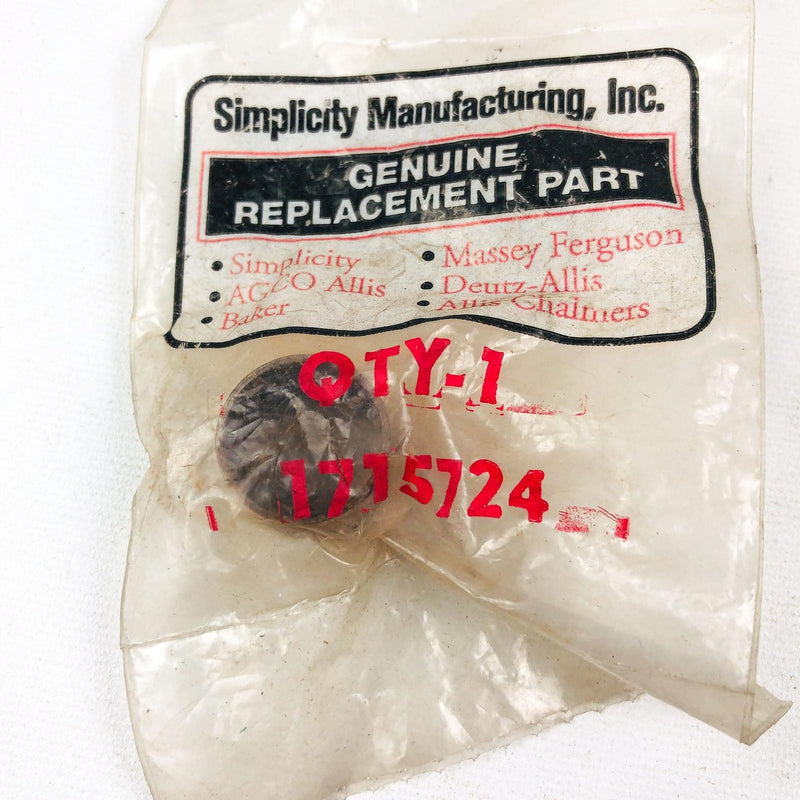 Simplicity Manufacturing, Inc.
GENUINE
REPLACEMENT PART
• Simplicity
• AGCO Allis
• Baker
• Massey Ferguson
• Deutz-Allis
• Allis Chalmers
QTY-1
1715724